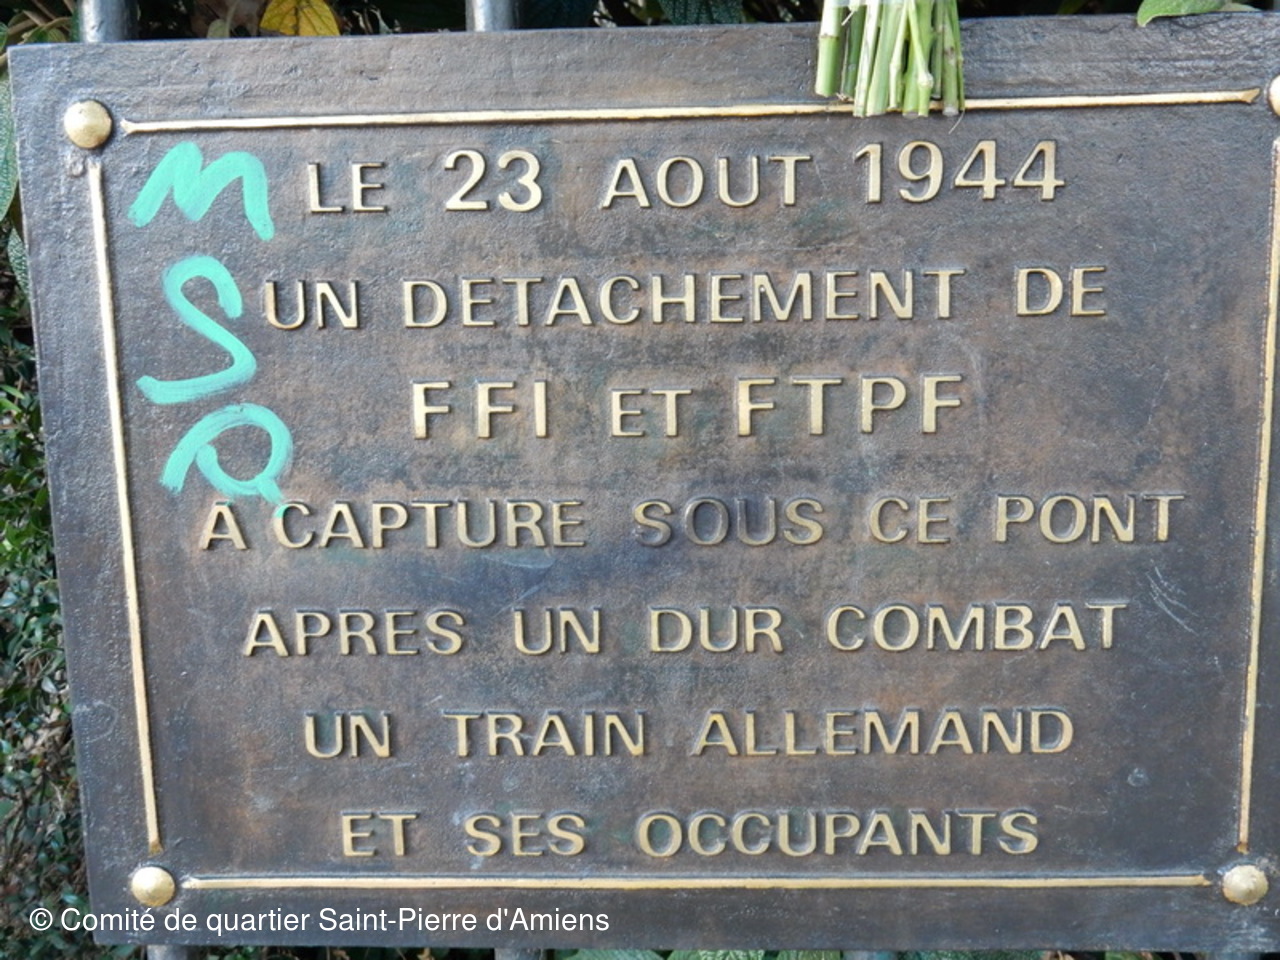 LE 23 AOUT 1944
UN DETACHEMENT DE
FFI ET FTPF
A CAPTURE SOUS CE PONT
APRES UN DUR COMBAT
UN TRAIN ALLEMAND
ET SES OCCUPANTS
M
S
Q
© Comité de quartier Saint-Pierre d'Amiens